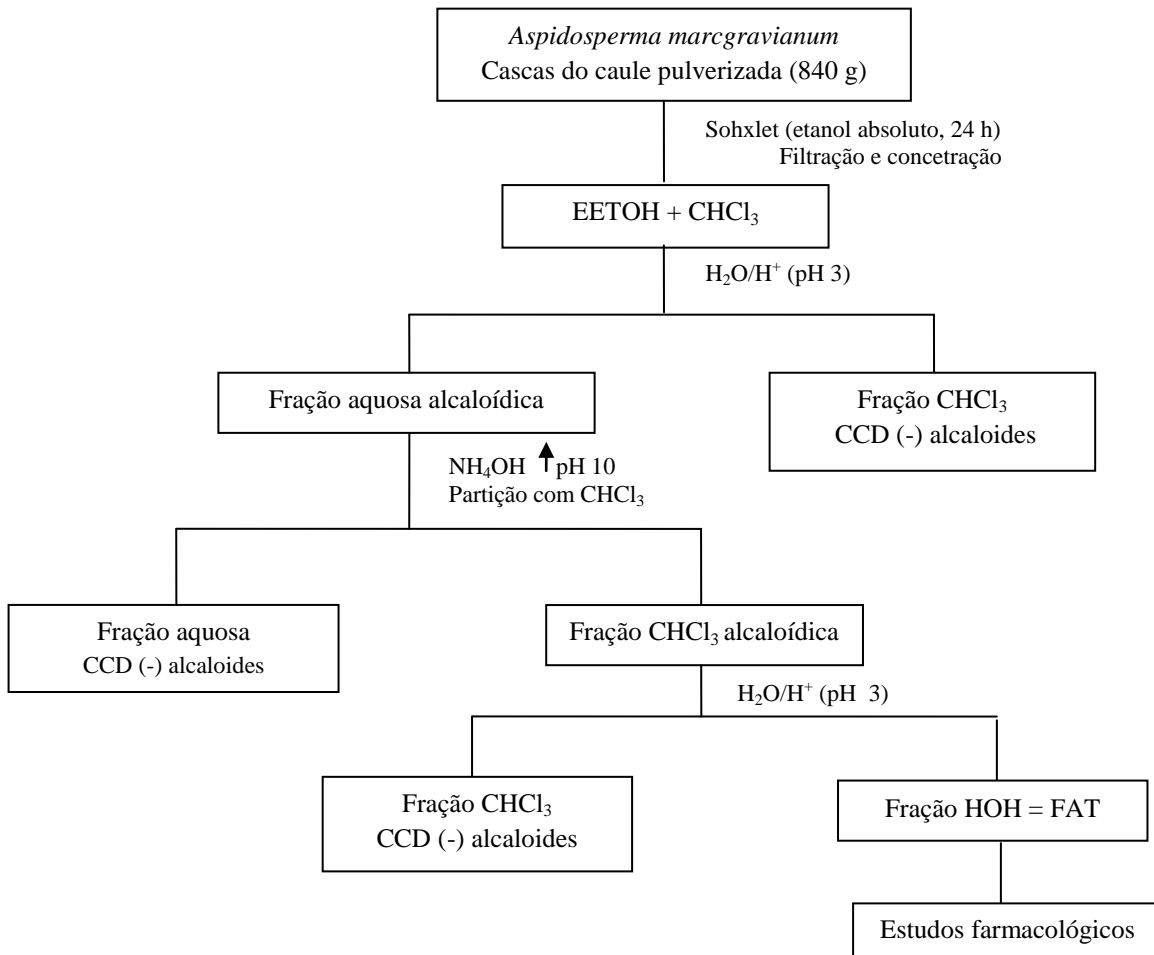 Aspidosperma marcgravianum
Cascas do caule pulverizada (840 g)
Sohxlet (etanol absoluto, 24 h)
Filtração e concetração
EETOH + CHCl₃
H₂O/H⁺ (pH 3)
Fração aquosa alcaloídica
Fração CHCl₃
CCD (-) alcaloides
NH₄OH ↑ pH 10
Partição com CHCl₃
Fração aquosa
CCD (-) alcaloides
Fração CHCl₃ alcaloídica
H₂O/H⁺ (pH 3)
Fração CHCl₃
CCD (-) alcaloides
Fração HOH = FAT
Estudos farmacológicos